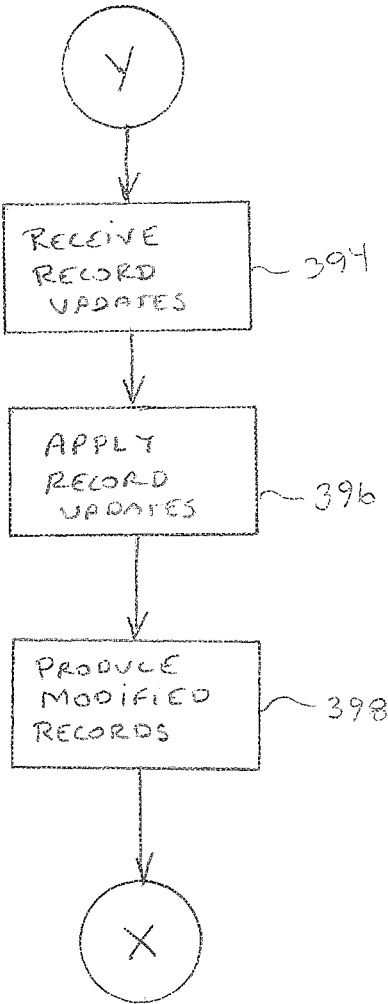 Y
RECEIVE
RECORD
UPDATES
394
APPLY
RECORD
UPDATES
396
PRODUCE
MODIFIED
RECORDS
398
X